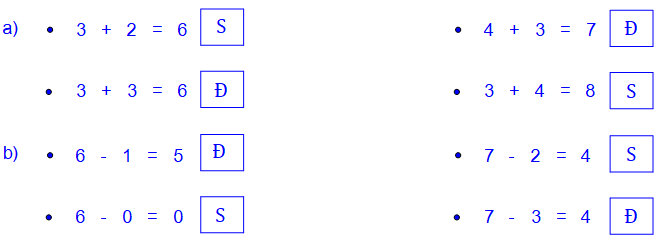 a) • 3 + 2 = 6 S • 4 + 3 = 7 Đ
• 3 + 3 = 6 Đ • 3 + 4 = 8 S
b) • 6 - 1 = 5 Đ • 7 - 2 = 4 S
• 6 - 0 = 0 S • 7 - 3 = 4 Đ